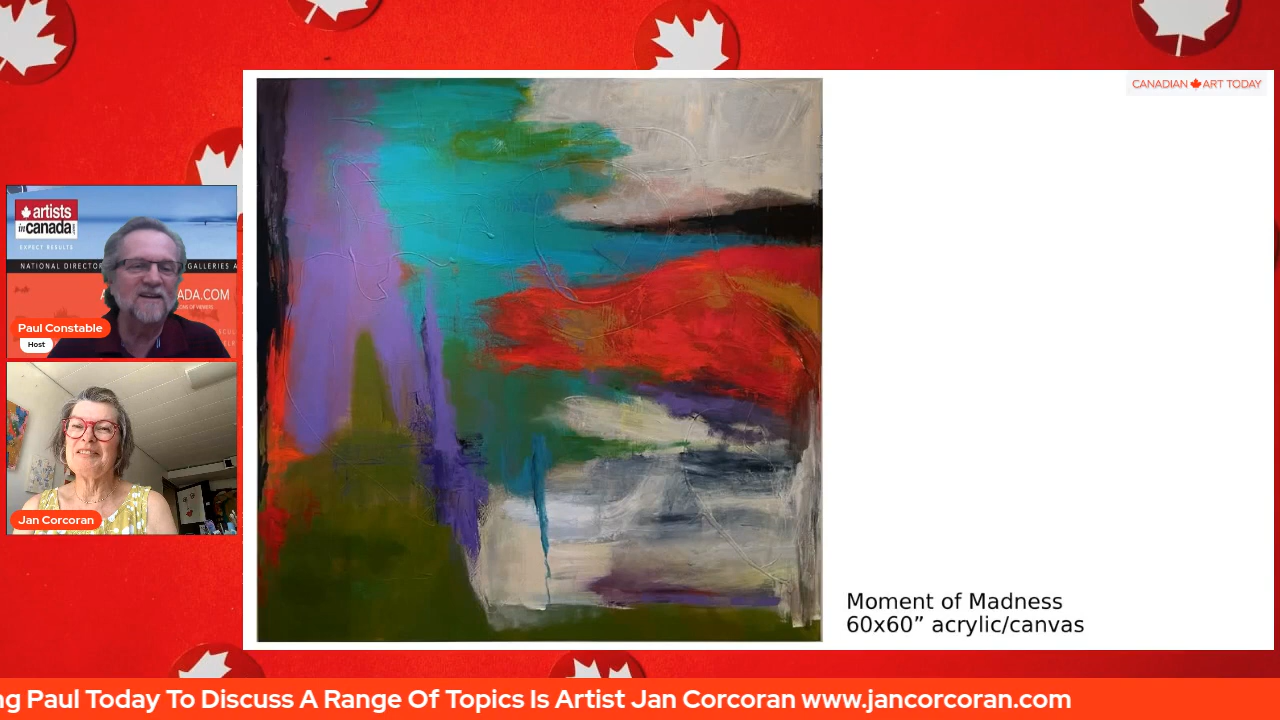 CANADIAN ART TODAY
artists
in canada
EXPECT RESULTS
NATIONAL DIRECTOR
GALLERIES A
ADA.COM
Paul Constable
Host
Jan Corcoran
Moment of Madness
60x60” acrylic/canvas
ng Paul Today To Discuss A Range Of Topics Is Artist Jan Corcoran www.jancorcoran.com